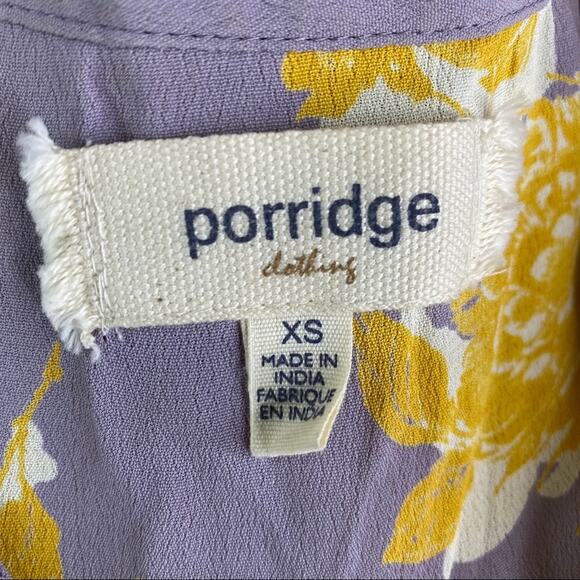 porridge
clothing
XS
MADE IN
INDIA
FABRIQUE
EN INDIA